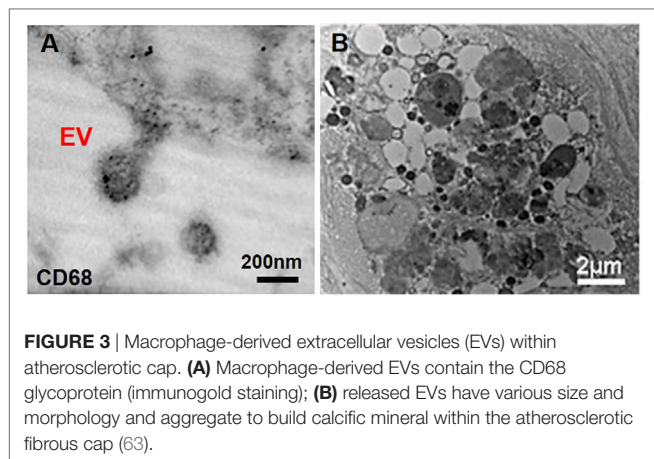 A
B
EV
CD68
200nm
2µm
FIGURE 3 | Macrophage-derived extracellular vesicles (EVs) within
atherosclerotic cap. (A) Macrophage-derived EVs contain the CD68
glycoprotein (immunogold staining); (B) released EVs have various size and
morphology and aggregate to build calcific mineral within the atherosclerotic
fibrous cap (63).